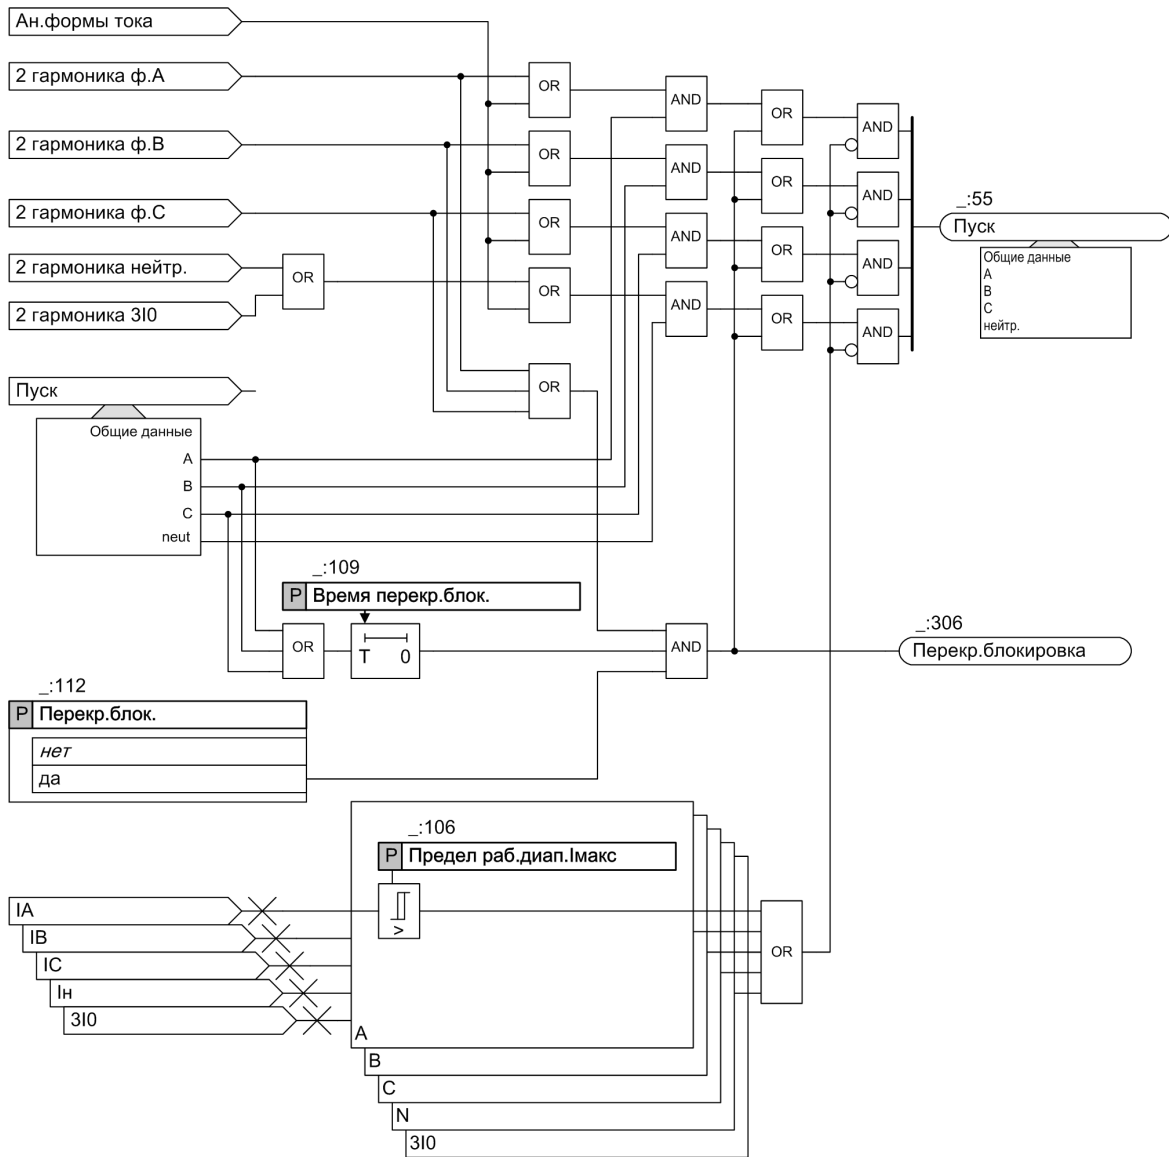 Ан.формы тока
2 гармоника ф.А
2 гармоника ф.В
2 гармоника ф.С
2 гармоника нейтр.
2 гармоника 3I0
OR
OR
OR
OR
OR
OR
AND
AND
AND
AND
OR
OR
OR
OR
AND
AND
AND
AND
_:55
Пуск
Общие данные
A
B
C
нейтр.
Пуск
Общие данные
A
B
C
neut
_:109
P Время перекр.блок.
OR
T 0
AND
_:306
Перекр.блокировка
_:112
P Перекр.блок.
нет
да
_:106
P Предел раб.диап.Iмакс
>
IA
IB
IC
Iн
3I0
OR
A
B
C
N
3I0